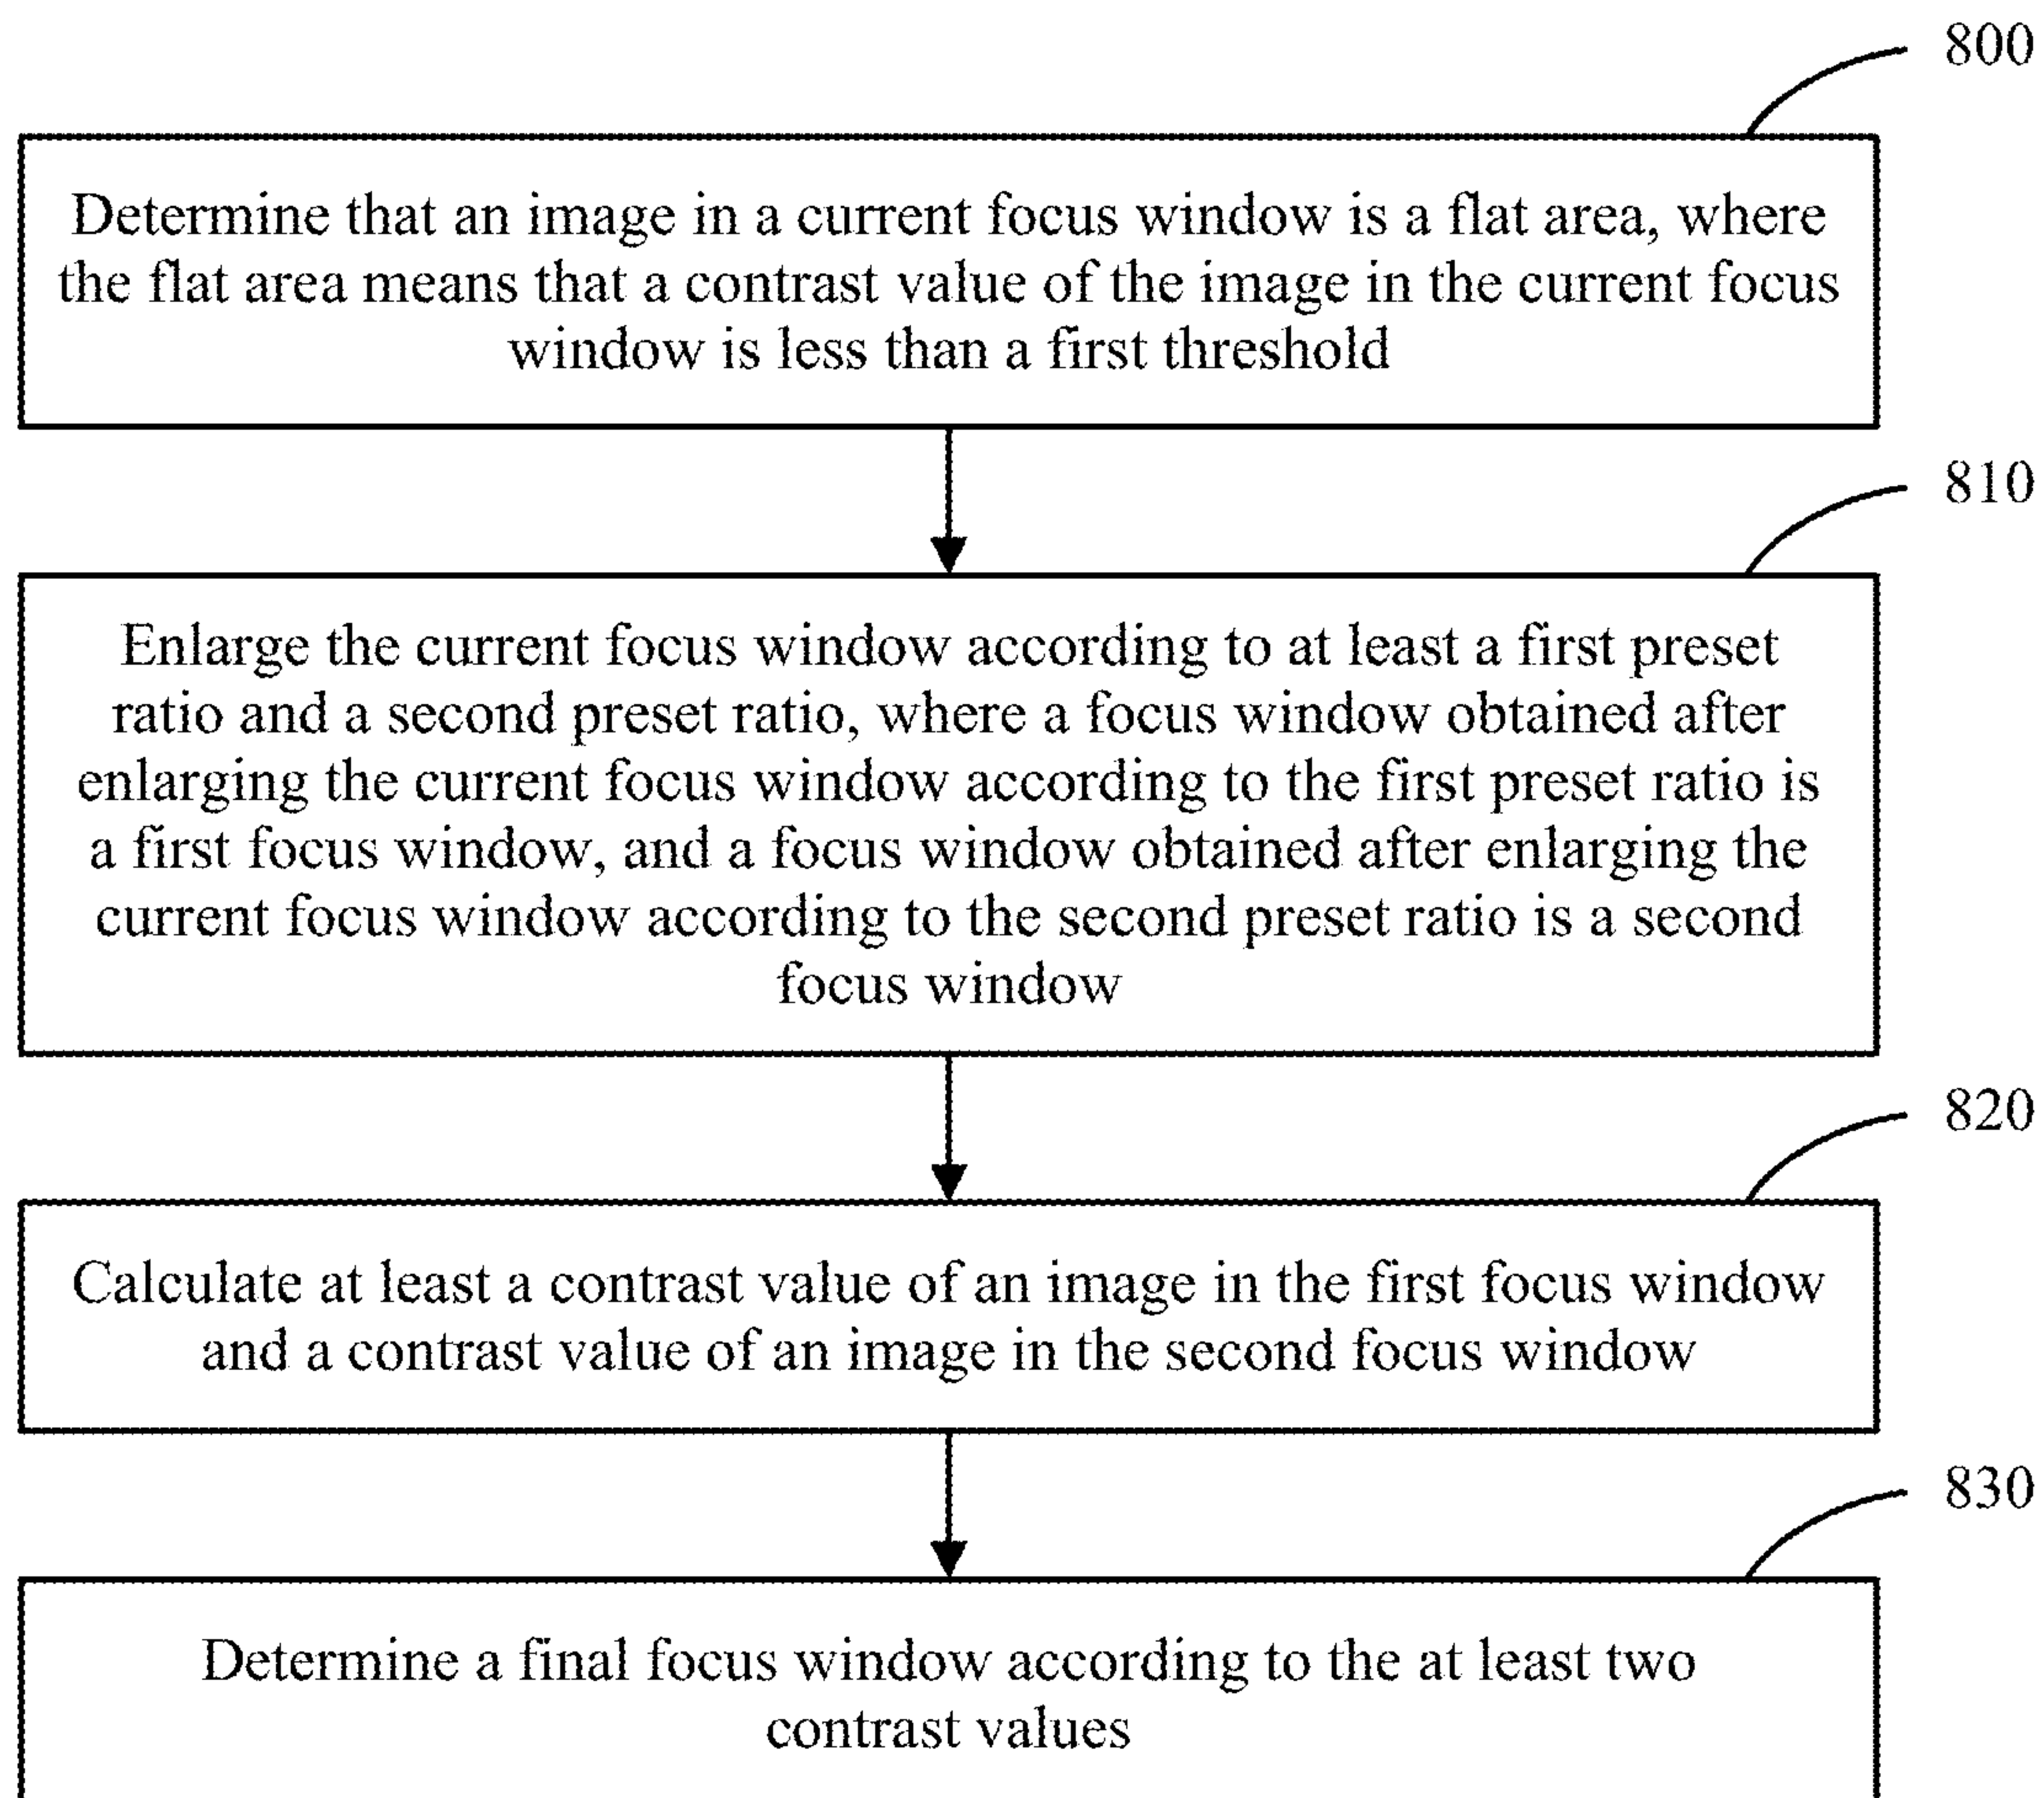 800
Determine that an image in a current focus window is a flat area, where
the flat area means that a contrast value of the image in the current focus
window is less than a first threshold
810
Enlarge the current focus window according to at least a first preset
ratio and a second preset ratio, where a focus window obtained after
enlarging the current focus window according to the first preset ratio is
a first focus window, and a focus window obtained after enlarging the
current focus window according to the second preset ratio is a second
focus window
820
Calculate at least a contrast value of an image in the first focus window
and a contrast value of an image in the second focus window
830
Determine a final focus window according to the at least two
contrast values